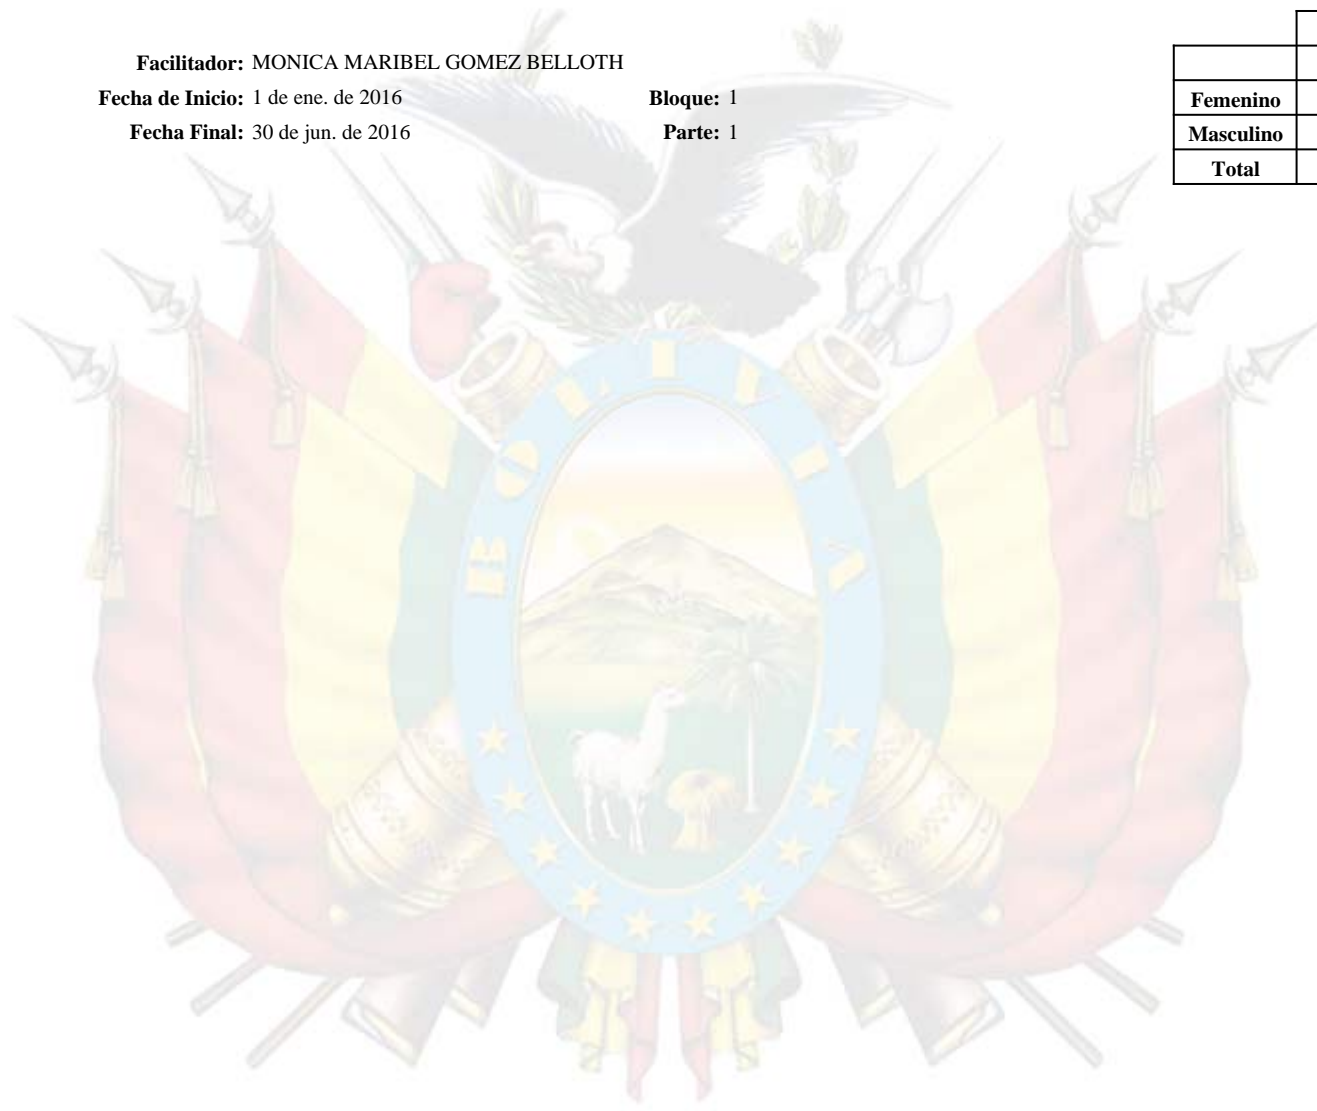 Facilitador: MONICA MARIBEL GOMEZ BELLOTH
Fecha de Inicio: 1 de ene. de 2016 Bloque: 1
Fecha Final: 30 de jun. de 2016 Parte: 1
Femenino
Masculino
Total
BOLIVIA